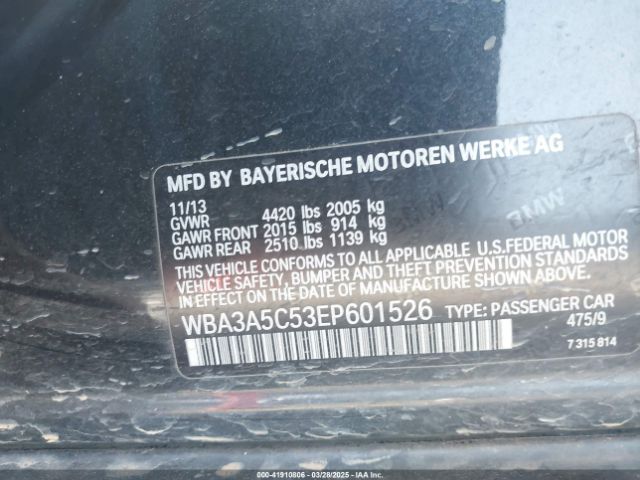 MFD BY BAYERISCHE MOTOREN WERKE AG
11/13
GVWR 4420 lbs 2005 kg
GAWR FRONT 2015 lbs 914 kg
GAWR REAR 2510 lbs 1139 kg
THIS VEHICLE CONFORMS TO ALL APPLICABLE U.S.FEDERAL MOTOR
VEHICLE SAFETY, BUMPER AND THEFT PREVENTION STANDARDS
IN EFFECT ON THE DATE OF MANUFACTURE SHOWN ABOVE.
WBA3A5C53EP601526 TYPE: PASSENGER CAR
475/9
7 315 814
BMW
000-41910806 - 03/28/2025 - IAAI.COM